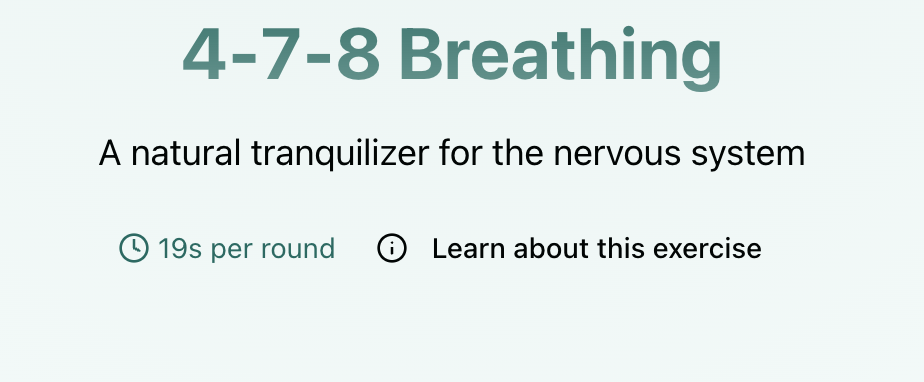 4-7-8 Breathing
A natural tranquilizer for the nervous system
19s per round Learn about this exercise